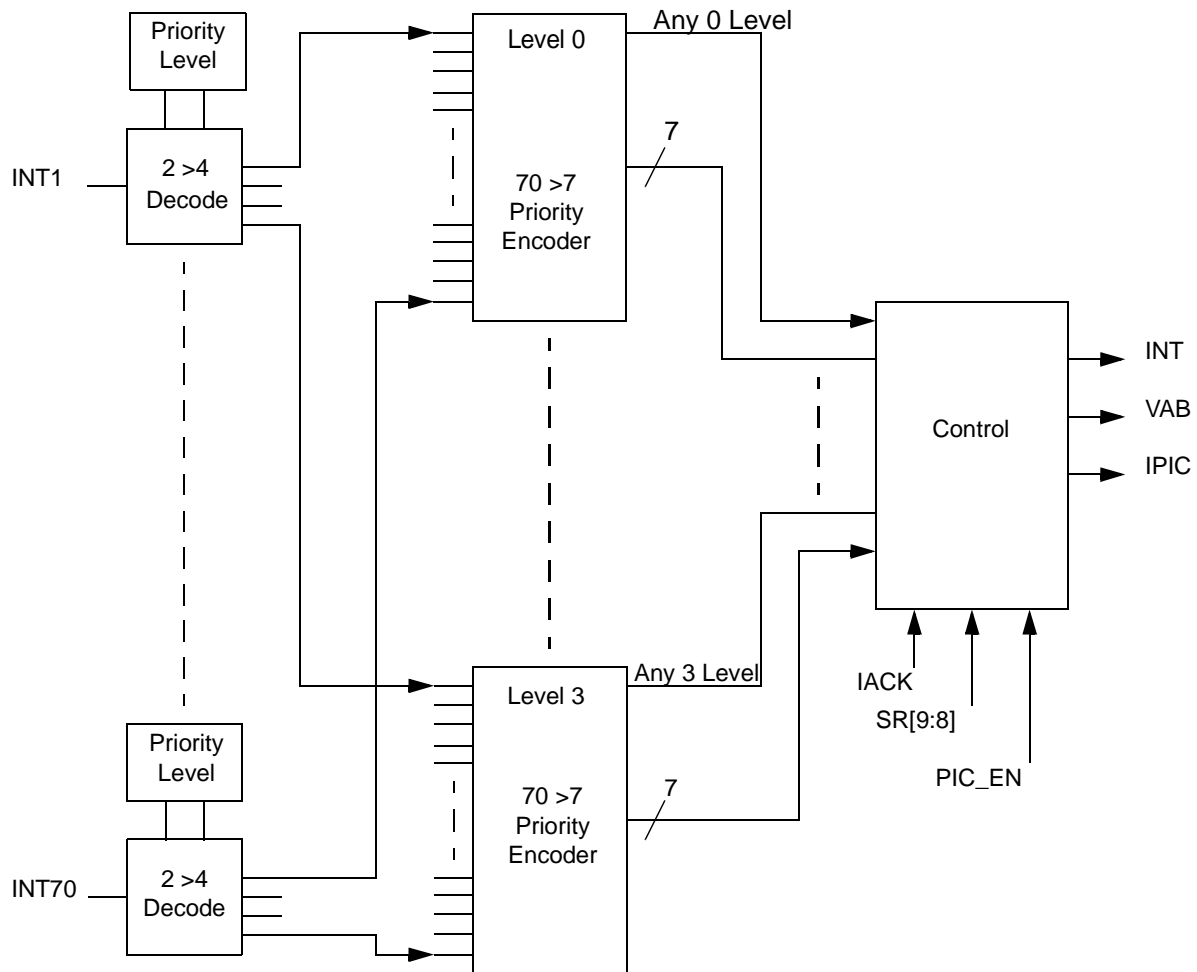 Priority
Level
INT1
2 >4
Decode
Level 0
70 >7
Priority
Encoder
Any 0 Level
7
Control
INT
VAB
IPIC
IACK
SR[9:8]
PIC_EN
Priority
Level
INT70
2 >4
Decode
Level 3
70 >7
Priority
Encoder
Any 3 Level
7